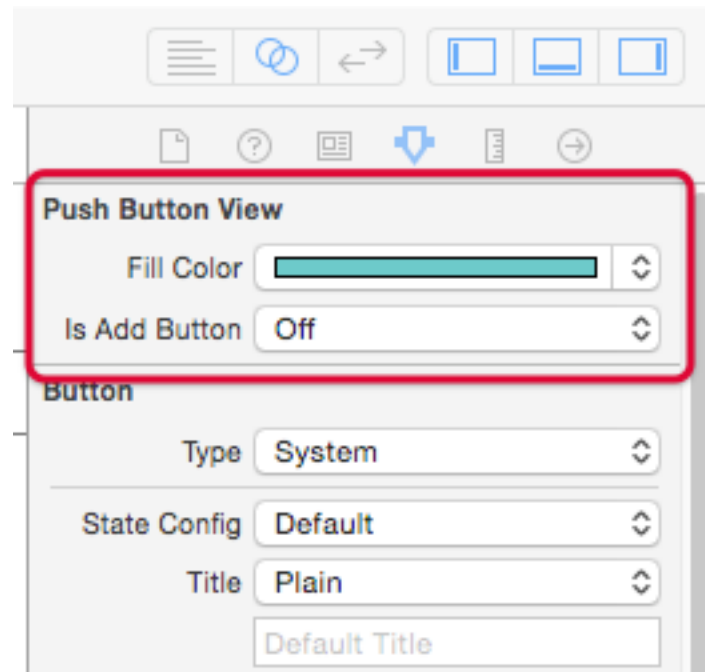 Push Button View
Fill Color
Is Add Button Off
Button
Type System
State Config Default
Title Plain
Default Title